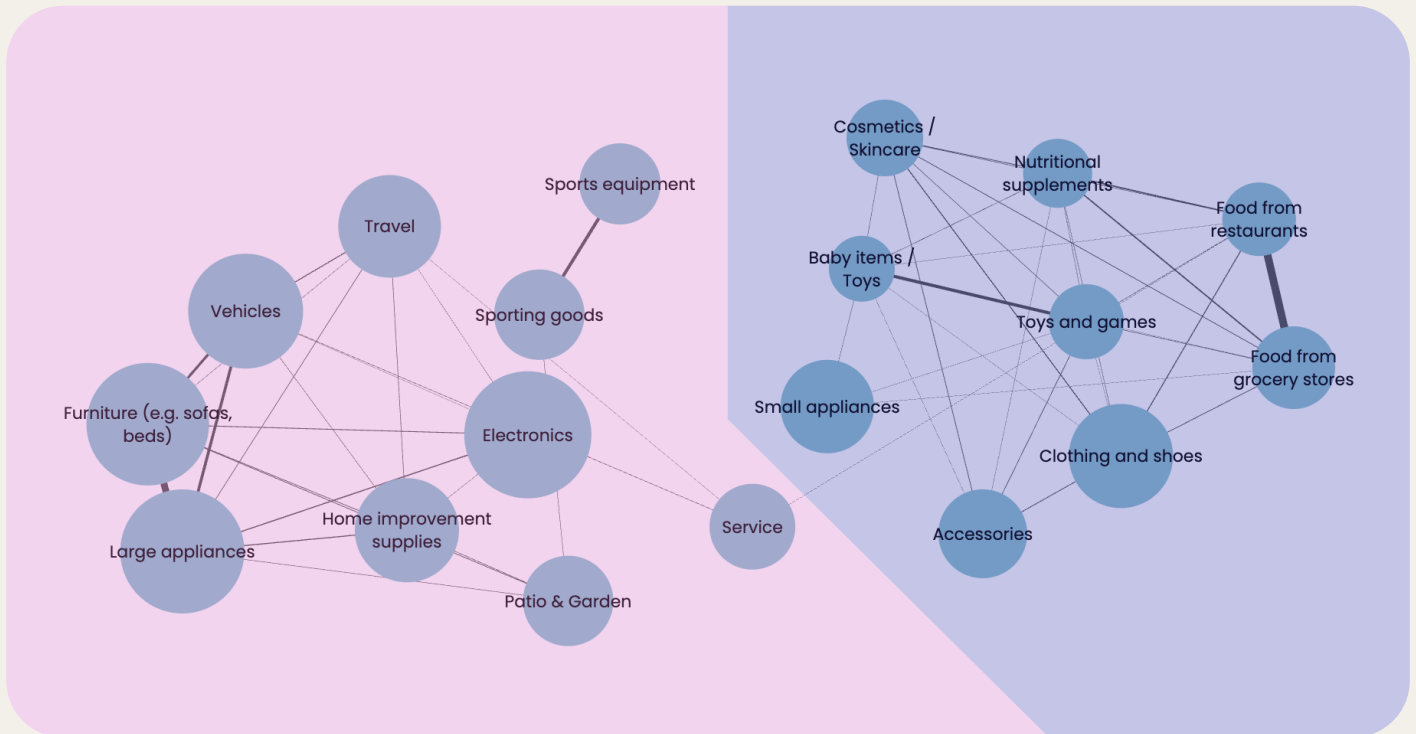 Cosmetics /
Skincare
Nutritional
supplements
Sports equipment
Food from
restaurants
Travel
Baby items /
Toys
Vehicles
Sporting goods
Toys and games
Food from
grocery stores
Furniture (e.g. sofas,
beds)
Small appliances
Electronics
Clothing and shoes
Home improvement
supplies
Service
Accessories
Large appliances
Patio & Garden